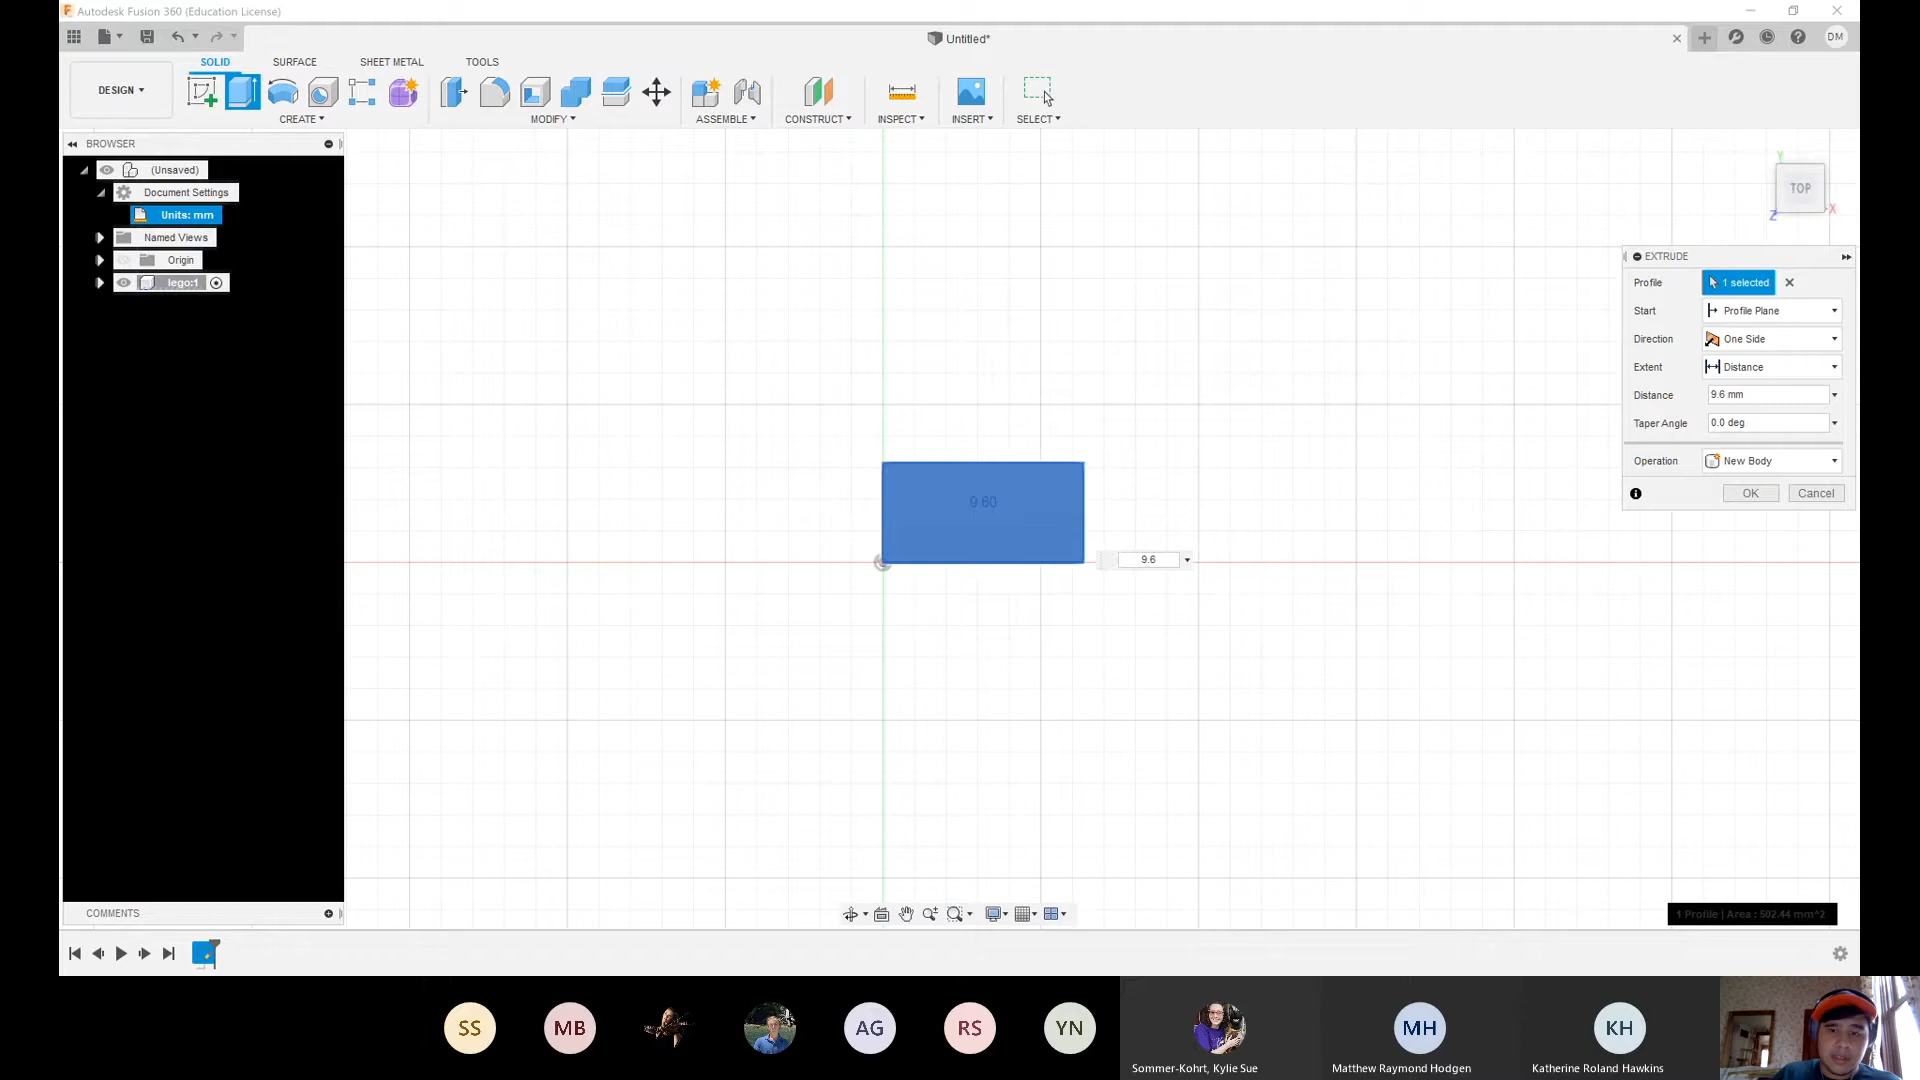 Autodesk Fusion 360 (Education License)
Untitled*
DM
DESIGN
SOLID
SURFACE
SHEET METAL
TOOLS
CREATE
MODIFY
ASSEMBLE
CONSTRUCT
INSPECT
INSERT
SELECT
BROWSER
(Unsaved)
Document Settings
Units: mm
Named Views
Origin
lego:1
TOP
Y
X
Z
EXTRUDE
Profile
1 selected
Start
Profile Plane
Direction
One Side
Extent
Distance
Distance
9.6 mm
Taper Angle
0.0 deg
Operation
New Body
OK
Cancel
9.60
9.6
COMMENTS
1 Profile | Area : 502.44 mm^2
SS
MB
AG
RS
YN
MH
KH
Sommer-Kohrt, Kylie Sue
Matthew Raymond Hodgen
Katherine Roland Hawkins